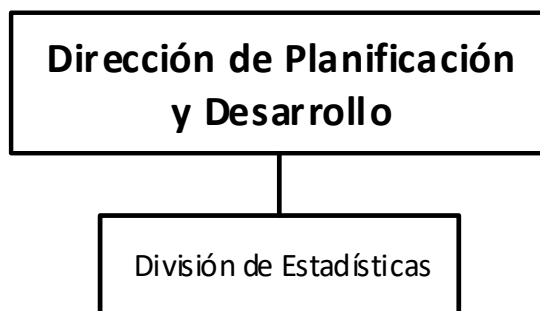 Dirección de Planificación
y Desarrollo
División de Estadísticas